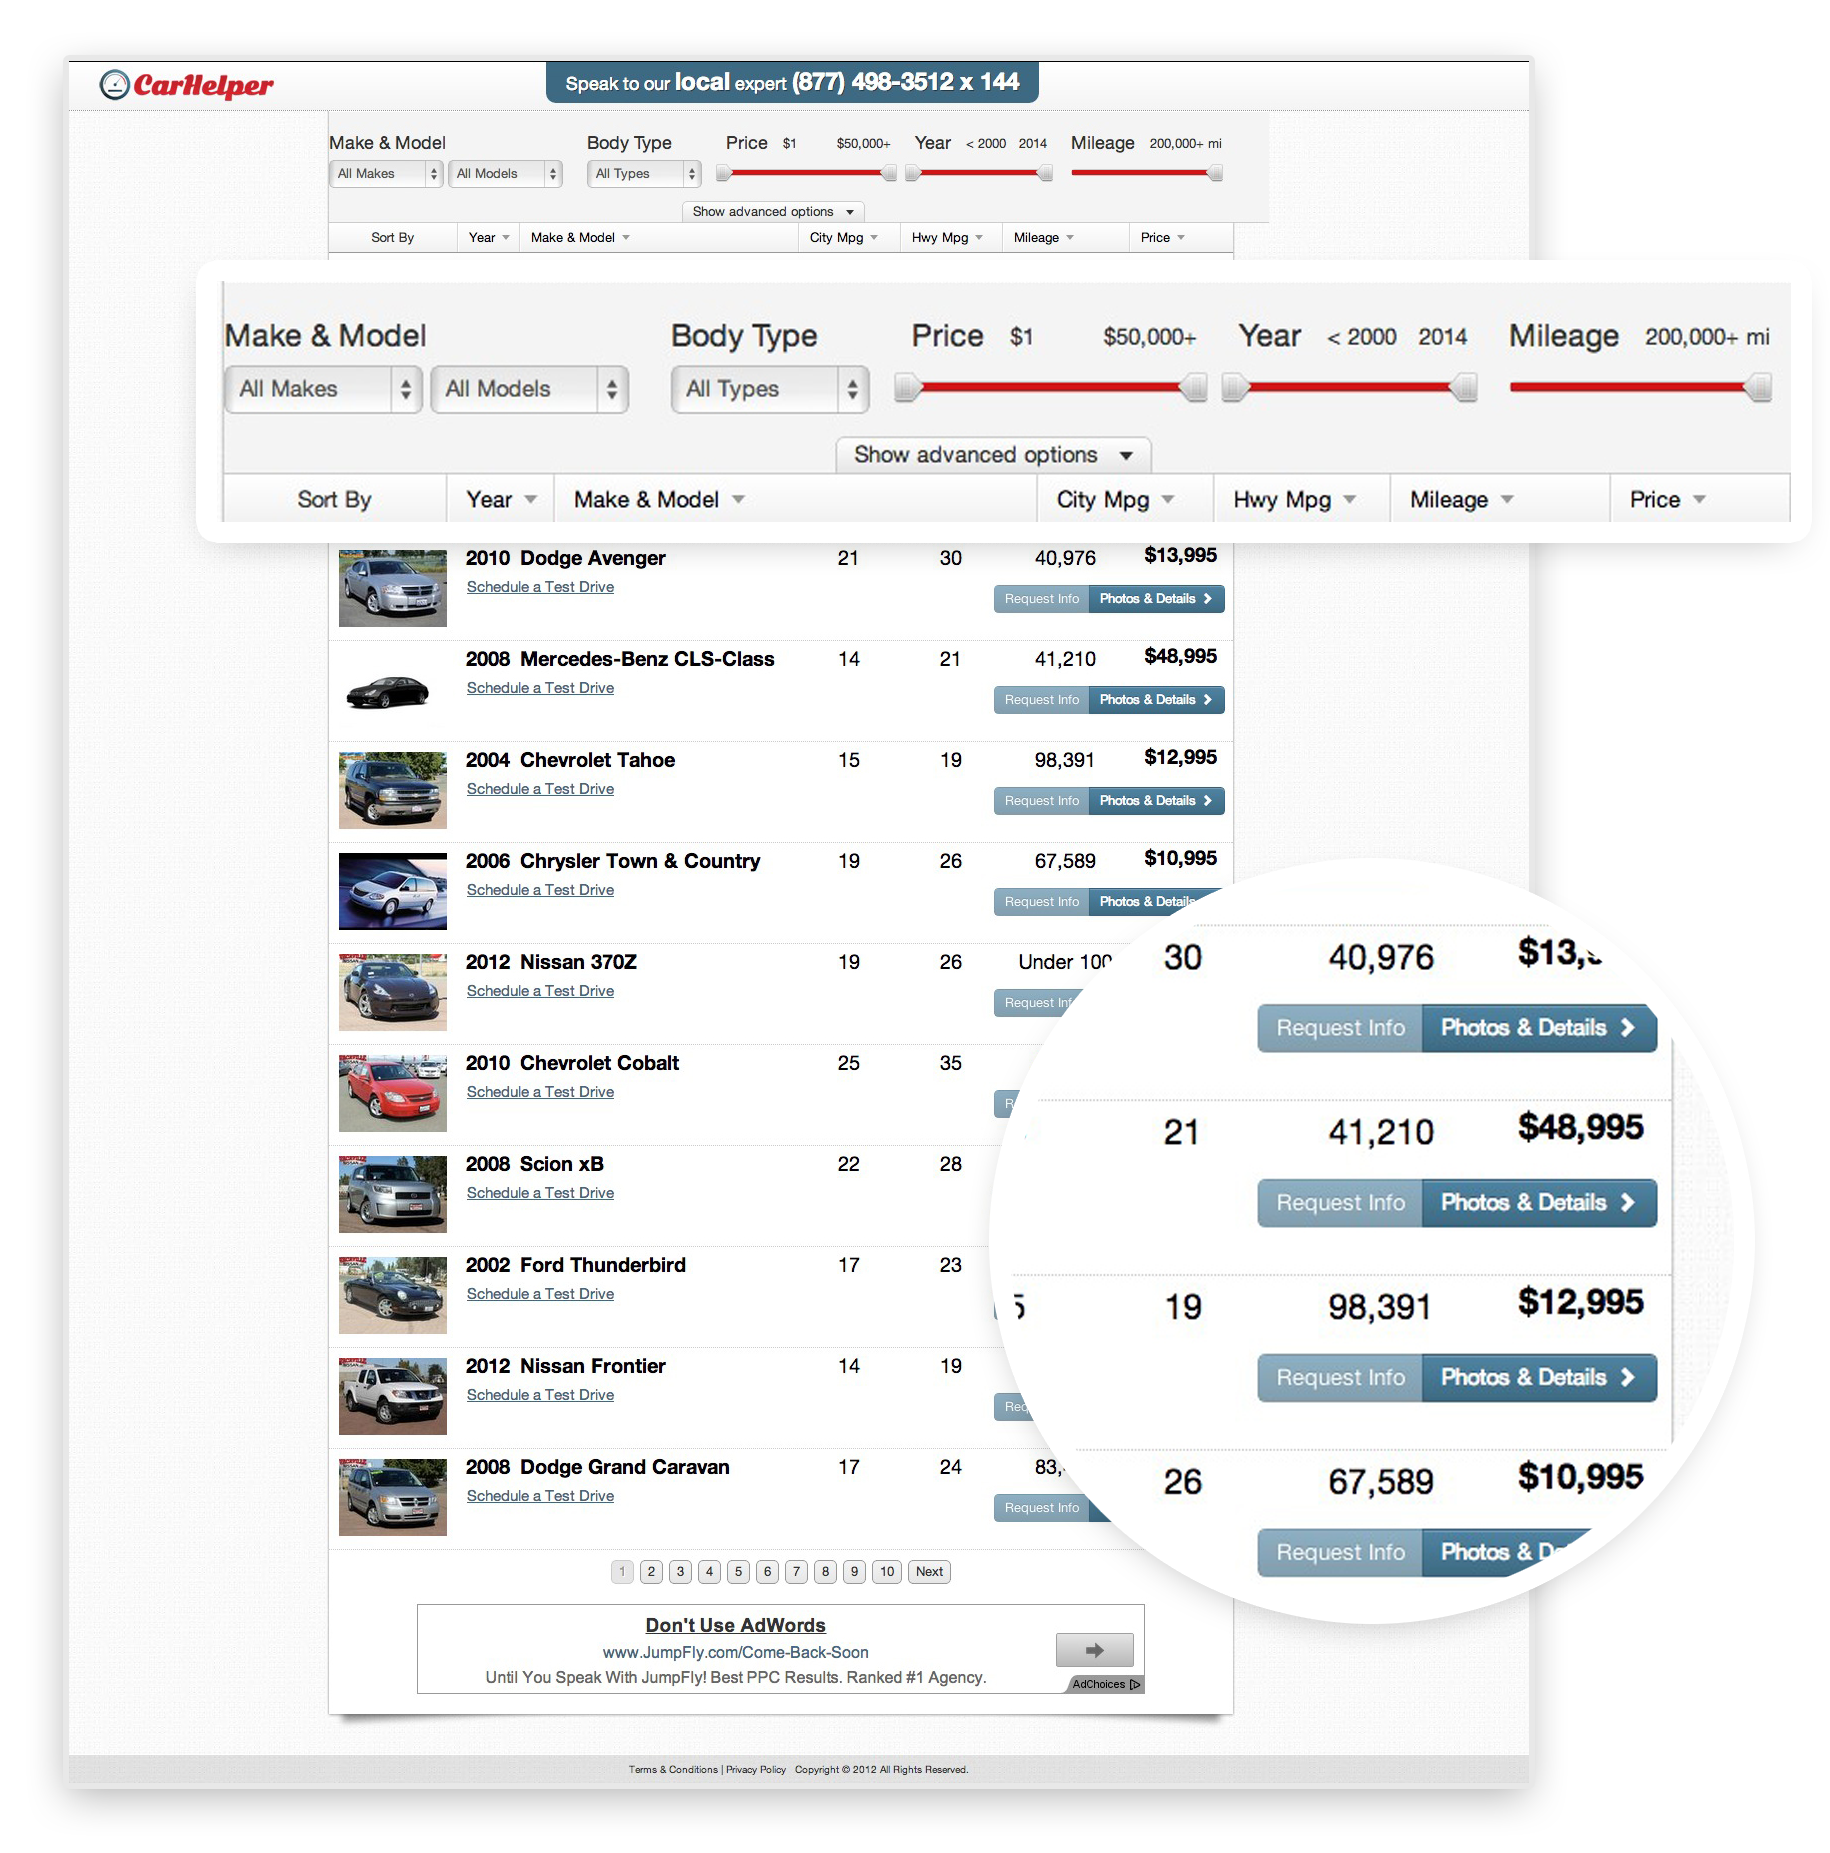 CarHelper
Speak to our local expert (877) 498-3512 x 144
Make & Model Body Type Price $1 $50,000+ Year < 2000 2014 Mileage 200,000+ mi
All Makes All Models All Types
Show advanced options
Sort By Year Make & Model City Mpg Hwy Mpg Mileage Price
Make & Model Body Type Price $1 $50,000+ Year < 2000 2014 Mileage 200,000+ mi
All Makes All Models All Types
Show advanced options
Sort By Year Make & Model City Mpg Hwy Mpg Mileage Price
2010 Dodge Avenger 21 30 40,976 $13,995
Schedule a Test Drive
Request Info Photos & Details
2008 Mercedes-Benz CLS-Class 14 21 41,210 $48,995
Schedule a Test Drive
Request Info Photos & Details
2004 Chevrolet Tahoe 15 19 98,391 $12,995
Schedule a Test Drive
Request Info Photos & Details
2006 Chrysler Town & Country 19 26 67,589 $10,995
Schedule a Test Drive
Request Info Photos & Details
2012 Nissan 370Z 19 26 Under 100
Schedule a Test Drive
Request Inf
2010 Chevrolet Cobalt 25 35
Schedule a Test Drive
R
2008 Scion xB 22 28
Schedule a Test Drive
2002 Ford Thunderbird 17 23
Schedule a Test Drive
2012 Nissan Frontier 14 19
Schedule a Test Drive
Req
2008 Dodge Grand Caravan 17 24 83,
Schedule a Test Drive
Request Info
30 40,976 $13,
Request Info Photos & Details
21 41,210 $48,995
Request Info Photos & Details
5 19 98,391 $12,995
Request Info Photos & Details
26 67,589 $10,995
Request Info Photos & D
1 2 3 4 5 6 7 8 9 10 Next
Don't Use AdWords
www.JumpFly.com/Come-Back-Soon
Until You Speak With JumpFly! Best PPC Results. Ranked #1 Agency.
AdChoices
Terms & Conditions | Privacy Policy Copyright © 2012 All Rights Reserved.